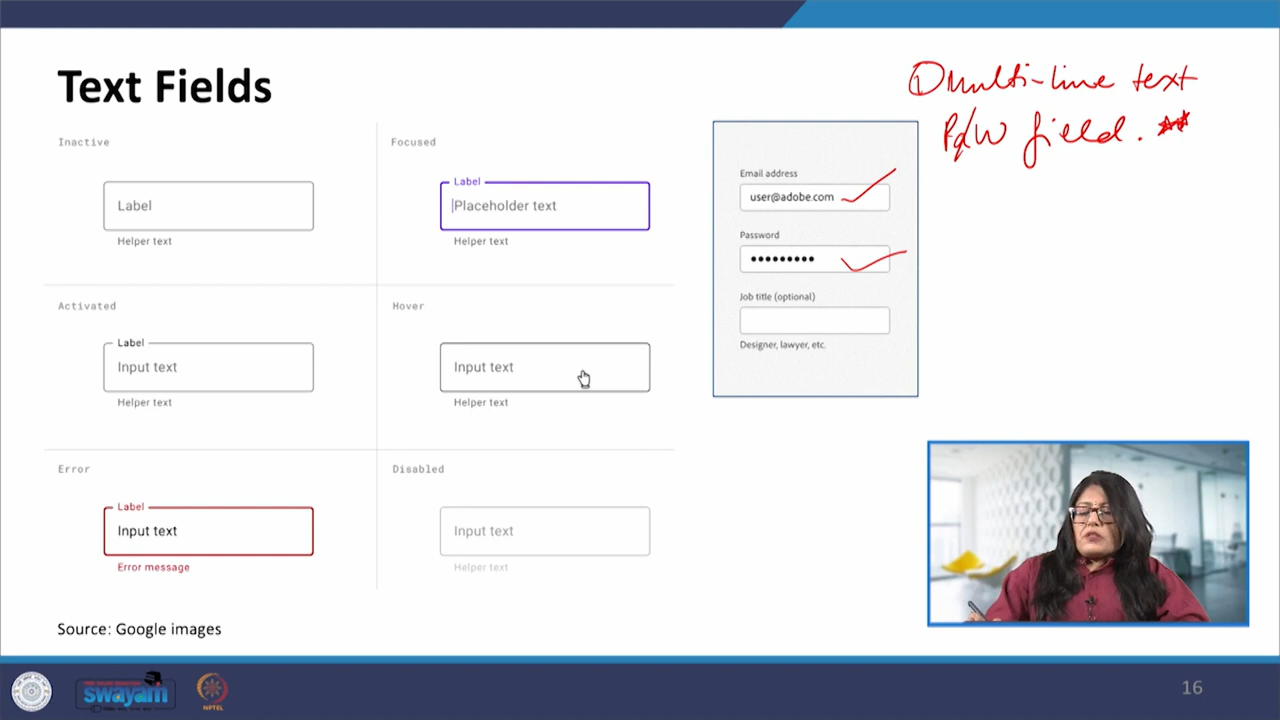 Text Fields
① multi-line text
P/W field. **
Inactive
Label
Helper text
Focused
Label
Placeholder text
Helper text
Activated
Label
Input text
Helper text
Hover
Input text
Helper text
Error
Label
Input text
Error message
Disabled
Input text
Helper text
Email address
user@adobe.com
Password
•••••••••
Job title (optional)
Designer, lawyer, etc.
Source: Google images
swayam
NPTEL
16